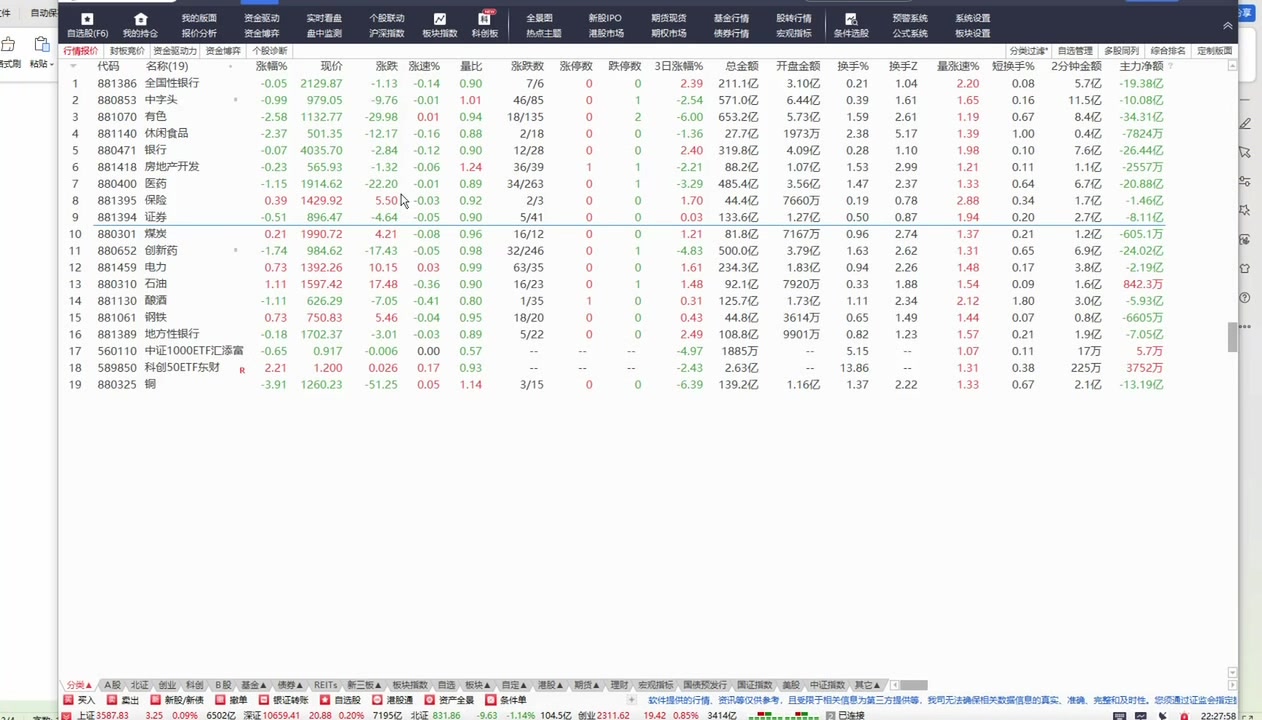 自选股(F6) 我的持仓 我的板面 报价分析 资金驱动 资金博弈 实时看盘 盘中监测 个股联动 沪深指数 板块指数 科创板 全景图 热点主题 新股IPO 港股市场 期货现货 期权市场 基金行情 债券行情 股转行情 宏观指标 条件选股 预警系统 公式系统 系统设置 板块设置
行情报价 封板竞价 资金驱动力 资金博弈 个股诊断 分类过滤* 自选管理 多股同列 综合排名 定制版面
代码 名称(19) 涨幅% 现价 涨跌 涨速% 量比 涨跌数 涨停数 跌停数 3日涨幅% 总金额 开盘金额 换手% 换手Z 量涨速% 短换手% 2分钟金额 主力净额
1 881386 全国性银行 -0.05 2129.87 -1.13 -0.14 0.90 7/6 0 0 2.39 211.1亿 3.10亿 0.21 1.04 2.20 0.08 5.7亿 -19.38亿
2 880853 中字头 -0.99 979.05 -9.76 -0.01 1.01 46/85 0 1 -2.54 571.0亿 6.44亿 0.39 1.61 1.65 0.16 11.5亿 -10.08亿
3 881070 有色 -2.58 1132.77 -29.98 0.01 0.94 18/135 0 2 -6.00 653.2亿 5.73亿 1.59 2.61 1.19 0.67 8.4亿 -34.31亿
4 881140 休闲食品 -2.37 501.35 -12.17 -0.16 0.88 2/18 0 0 -1.36 27.7亿 1973万 2.38 5.17 1.39 1.00 0.4亿 -7824万
5 880471 银行 -0.07 4035.70 -2.84 -0.12 0.90 12/28 0 0 2.40 319.8亿 4.09亿 0.28 1.10 1.98 0.10 7.6亿 -26.44亿
6 881418 房地产开发 -0.23 565.93 -1.32 -0.06 1.24 36/39 1 1 -2.21 88.2亿 1.07亿 1.53 2.99 1.21 0.11 1.1亿 -2557万
7 880400 医药 -1.15 1914.62 -22.20 -0.01 0.89 34/263 0 1 -3.29 485.4亿 3.56亿 1.47 2.37 1.33 0.64 6.7亿 -20.88亿
8 881395 保险 0.39 1429.92 5.50 -0.03 0.92 2/3 0 0 1.70 44.4亿 7660万 0.19 0.78 2.88 0.34 1.7亿 -1.46亿
9 881394 证券 -0.51 896.47 -4.64 -0.05 0.90 5/41 0 0 0.03 133.6亿 1.27亿 0.50 0.87 1.94 0.20 2.7亿 -8.11亿
10 880301 煤炭 0.21 1990.72 4.21 -0.08 0.96 16/12 0 0 1.21 81.8亿 7167万 0.96 2.74 1.37 0.21 1.2亿 -605.1万
11 880652 创新药 -1.74 984.62 -17.43 -0.05 0.98 32/246 0 1 -4.83 500.0亿 3.79亿 1.63 2.62 1.31 0.65 6.9亿 -24.02亿
12 881459 电力 0.73 1392.26 10.15 0.03 0.99 63/35 0 0 1.61 234.3亿 1.83亿 0.94 2.26 1.48 0.17 3.8亿 -2.19亿
13 880310 石油 1.11 1597.42 17.48 -0.36 0.90 16/23 0 1 1.48 92.1亿 7920万 0.33 1.88 1.54 0.09 1.6亿 842.3万
14 881130 酿酒 -1.11 626.29 -7.05 -0.41 0.80 1/35 1 0 0.31 125.7亿 1.73亿 1.11 2.34 2.12 1.80 3.0亿 -5.93亿
15 881061 钢铁 0.73 750.83 5.46 -0.04 0.95 18/20 0 0 0.43 44.8亿 3614万 0.65 1.49 1.44 0.07 0.8亿 -6605万
16 881389 地方性银行 -0.18 1702.37 -3.01 -0.03 0.89 5/22 0 0 2.49 108.8亿 9901万 0.82 1.23 1.57 0.21 1.9亿 -7.05亿
17 560110 中证1000ETF汇添富 -0.65 0.917 -0.006 0.00 0.57 -- -- -- -4.97 1885万 -- 5.15 -- 1.07 0.11 17万 5.7万
18 589850 科创50ETF东财 R 2.21 1.200 0.026 0.17 0.93 -- -- -- -2.43 2.63亿 -- 13.86 -- 1.31 0.38 225万 3752万
19 880325 铜 -3.91 1260.23 -51.25 0.05 1.14 3/15 0 0 -6.39 139.2亿 1.16亿 1.37 2.22 1.33 0.67 2.1亿 -13.19亿
分类▲ A股 北证 创业 科创 B股 基金▲ 债券▲ REITs 新三板▲ 板块指数 自选 板块▲ 自定▲ 港股▲ 期货▲ 理财 宏观指标 国债预发行 国证指数 美股 中证指数 其它▲
买入 卖出 新股/新债 撤单 银证转账 自选股 港股通 资产全景 条件单 软件提供的行情、资讯等仅供参考，且受限于相关信息为第三方提供等，我司无法确保相关数据信息的真实、准确、完整和及时性。您须通过证监会指定
上证3587.83 3.25 0.09% 6502亿 深证10659.41 20.88 0.20% 7195亿 北证 831.86 -9.63 -1.14% 104.5亿 创业2311.62 19.42 0.85% 3414亿 已连接 22:27:58